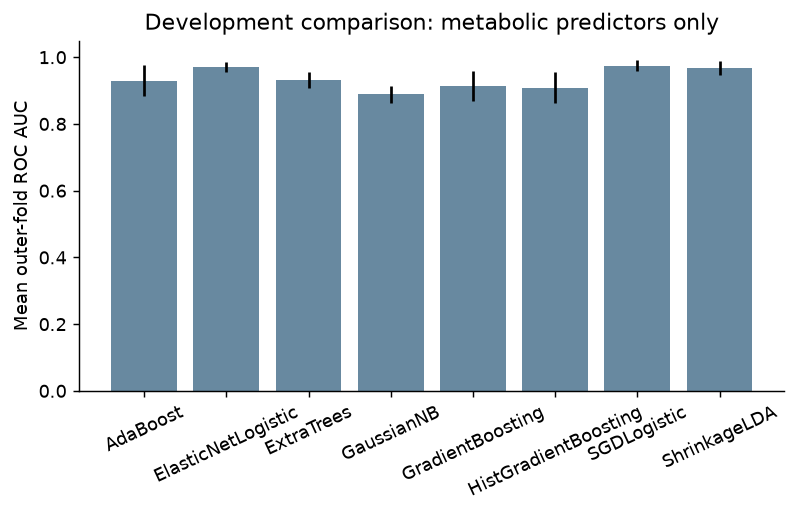 Development comparison: metabolic predictors only
Mean outer-fold ROC AUC
1.0
0.8
0.6
0.4
0.2
0.0
AdaBoost
ElasticNetLogistic
ExtraTrees
GaussianNB
GradientBoosting
HistGradientBoosting
SGDLogistic
ShrinkageLDA